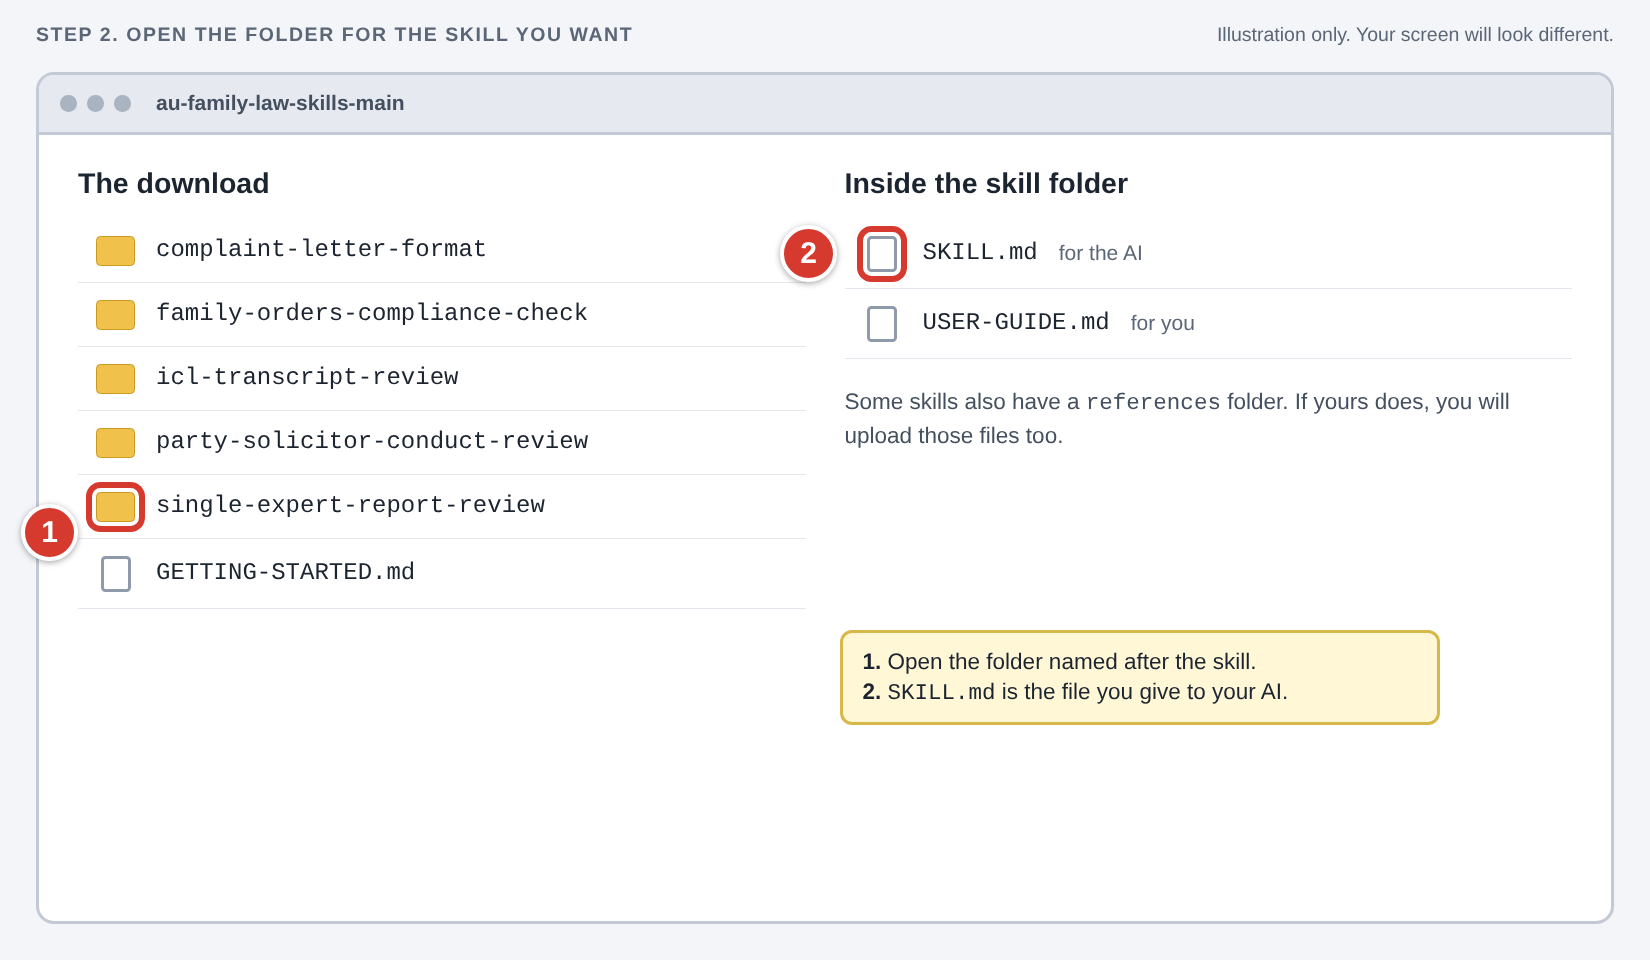 STEP 2. OPEN THE FOLDER FOR THE SKILL YOU WANT
Illustration only. Your screen will look different.
au-family-law-skills-main
The download
complaint-letter-format
family-orders-compliance-check
icl-transcript-review
party-solicitor-conduct-review
1
single-expert-report-review
GETTING-STARTED.md
Inside the skill folder
2
SKILL.md for the AI
USER-GUIDE.md for you
Some skills also have a references folder. If yours does, you will
upload those files too.
1. Open the folder named after the skill.
2. SKILL.md is the file you give to your AI.